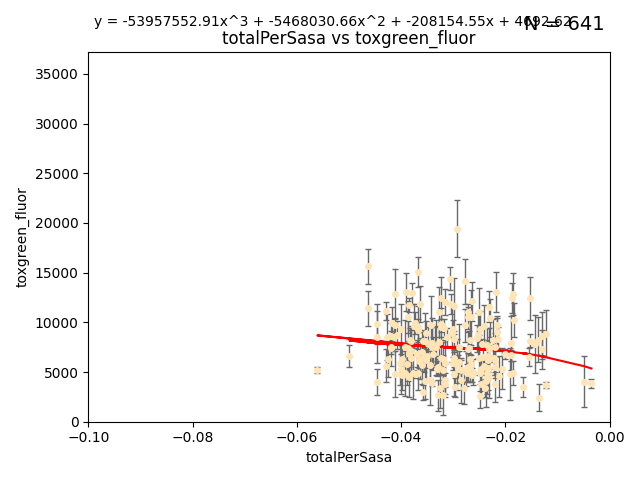 y = -53957552.91x^3 + -5468030.66x^2 + -208154.55x + 4692.62
N = 641
totalPerSasa vs toxgreen_fluor
35000
30000
25000
20000
15000
10000
5000
0
toxgreen_fluor
−0.10 −0.08 −0.06 −0.04 −0.02 0.00
totalPerSasa